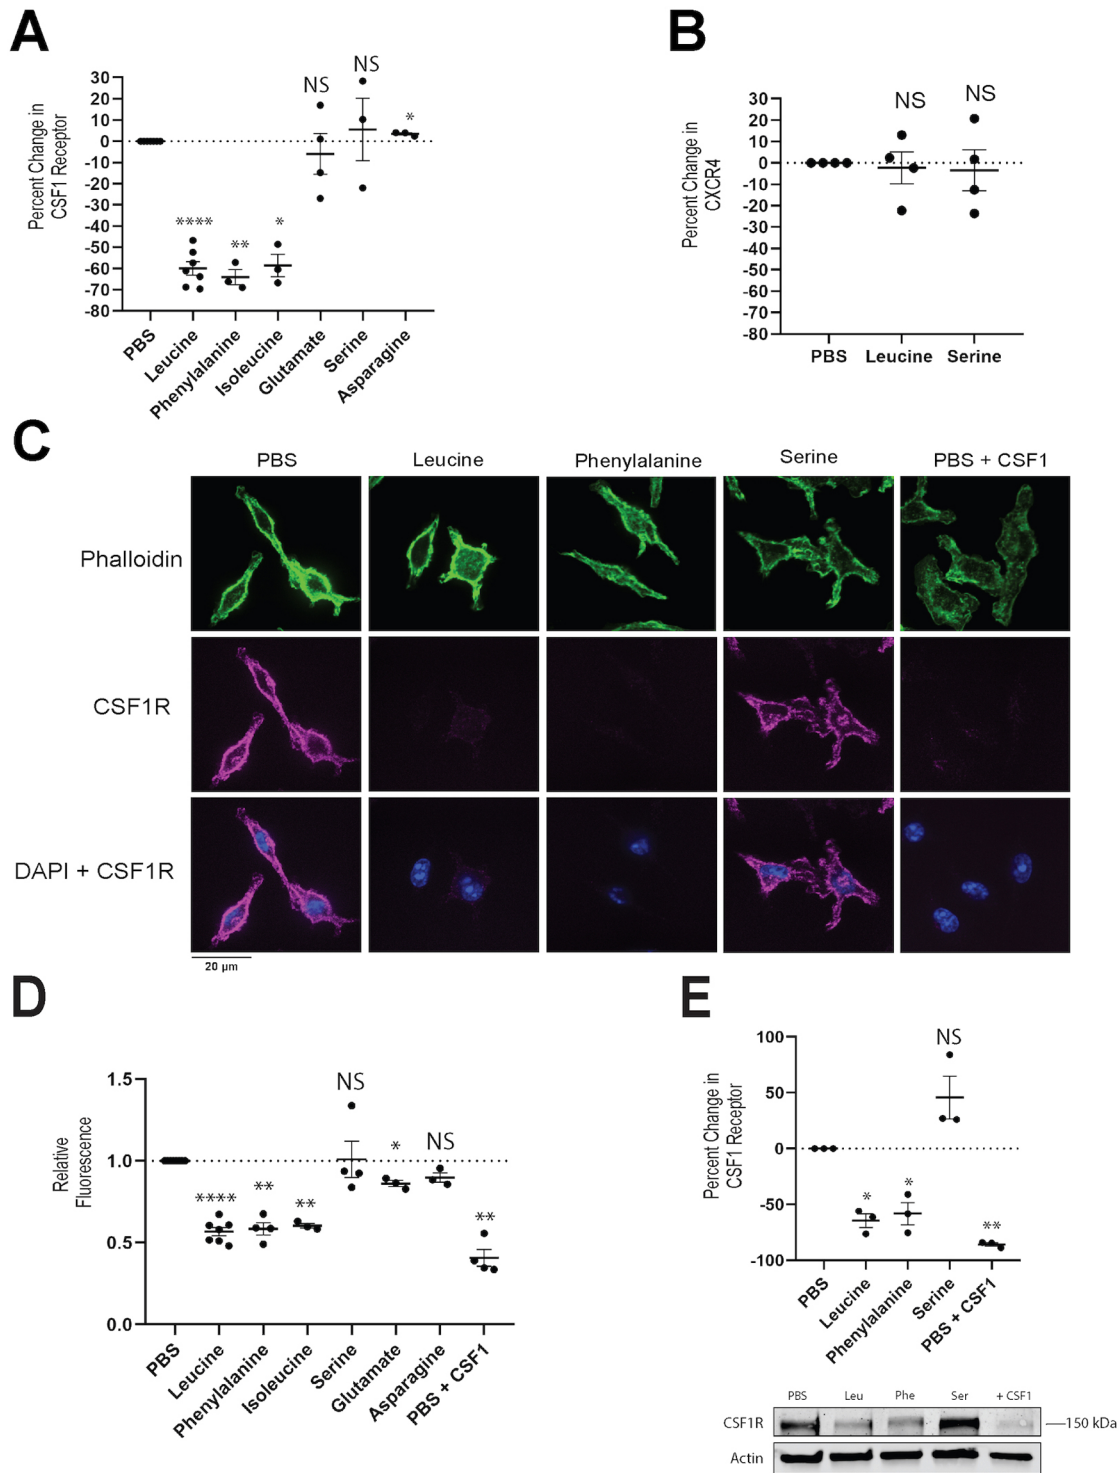 A
Percent Change in
CSF1 Receptor
30
20
10
0
-10
-20
-30
-40
-50
-60
-70
-80
****
**
*
NS
NS
*
PBS
Leucine
Phenylalanine
Isoleucine
Glutamate
Serine
Asparagine
B
Percent Change in
CXCR4
30
20
10
0
-10
-20
-30
-40
-50
-60
-70
-80
NS
NS
PBS
Leucine
Serine
C
PBS
Leucine
Phenylalanine
Serine
PBS + CSF1
Phalloidin
CSF1R
DAPI + CSF1R
20 µm
D
Relative
Fluorescence
1.5
1.0
0.5
0.0
****
**
**
NS
*
NS
**
PBS
Leucine
Phenylalanine
Isoleucine
Serine
Glutamate
Asparagine
PBS + CSF1
E
Percent Change in
CSF1 Receptor
100
50
0
-50
-100
*
*
NS
**
PBS
Leucine
Phenylalanine
Serine
PBS + CSF1
PBS
Leu
Phe
Ser
+ CSF1
CSF1R
150 kDa
Actin